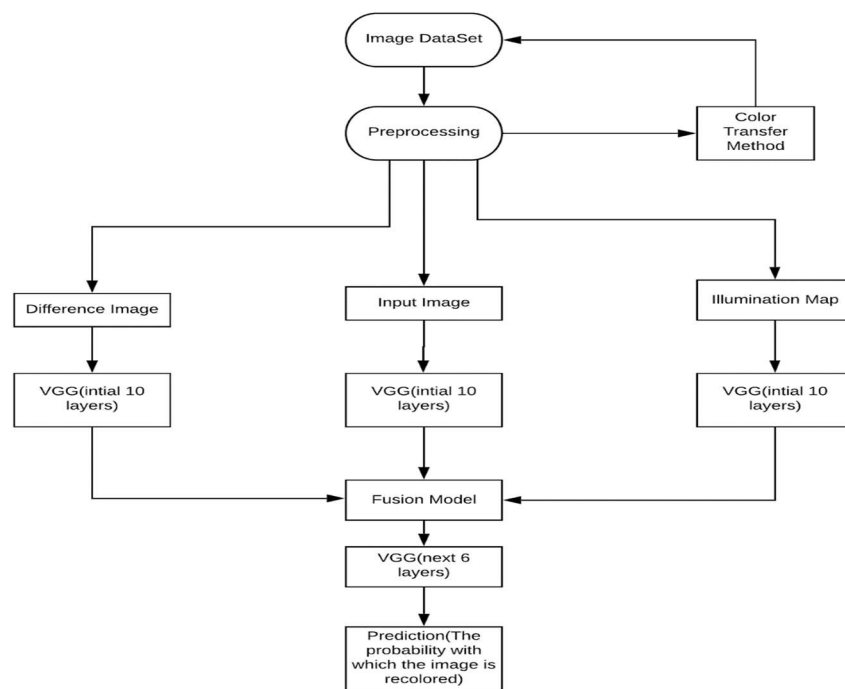 Image DataSet
Preprocessing
Color
Transfer
Method
Difference Image
Input Image
Illumination Map
VGG(intial 10
layers)
VGG(intial 10
layers)
VGG(intial 10
layers)
Fusion Model
VGG(next 6
layers)
Prediction(The
probability with
which the image is
recolored)